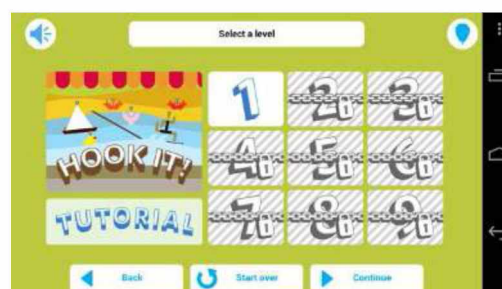 Select a level
HOOK IT!
TUTORIAL
1 2 3
4 5 6
7 8 9
Back Start over Continue